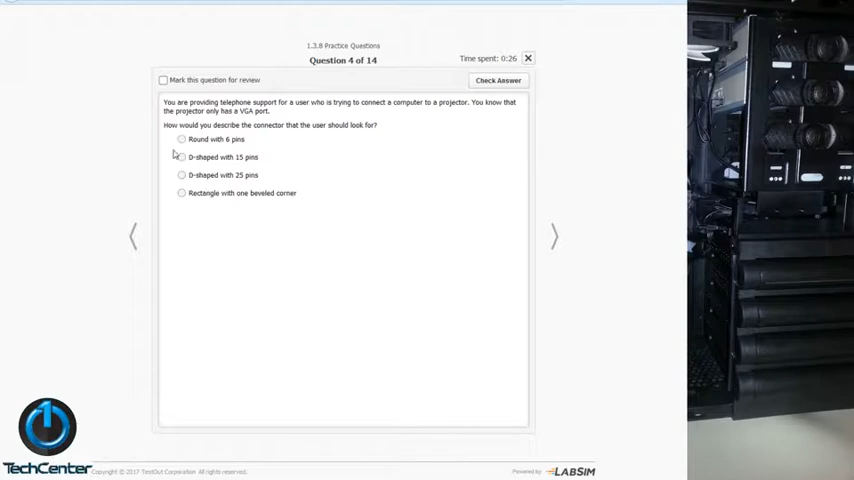 1.3.8 Practice Questions
Question 4 of 14
Time spent: 0:26
Mark this question for review
Check Answer
You are providing telephone support for a user who is trying to connect a computer to a projector. You know that
the projector only has a VGA port.
How would you describe the connector that the user should look for?
Round with 6 pins
D-shaped with 15 pins
D-shaped with 25 pins
Rectangle with one beveled corner
TechCenter
Copyright © 2017 TestOut Corporation All rights reserved.
Powered by LABSIM